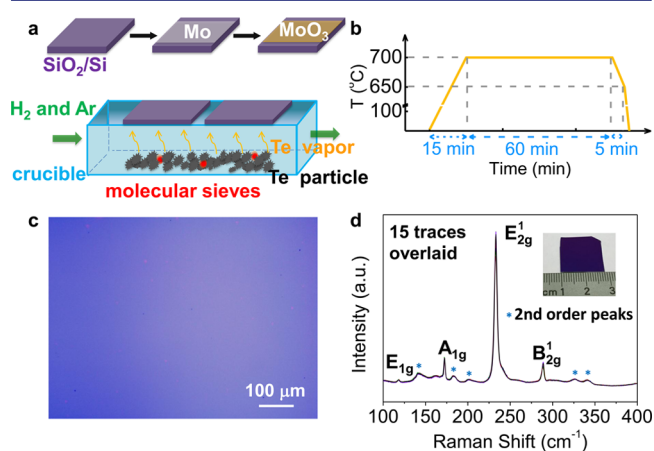 a
Mo
MoO3
SiO2/Si
H2 and Ar
Te vapor
crucible
Te particle
molecular sieves
b
T (°C)
700
650
100
15 min
60 min
5 min
Time (min)
c
100 μm
d
15 traces
overlaid
E¹2g
cm 1 2 3
* 2nd order peaks
E1g
A1g
B¹2g
* * * * *
Intensity (a.u.)
100 150 200 250 300 350 400
Raman Shift (cm⁻¹)